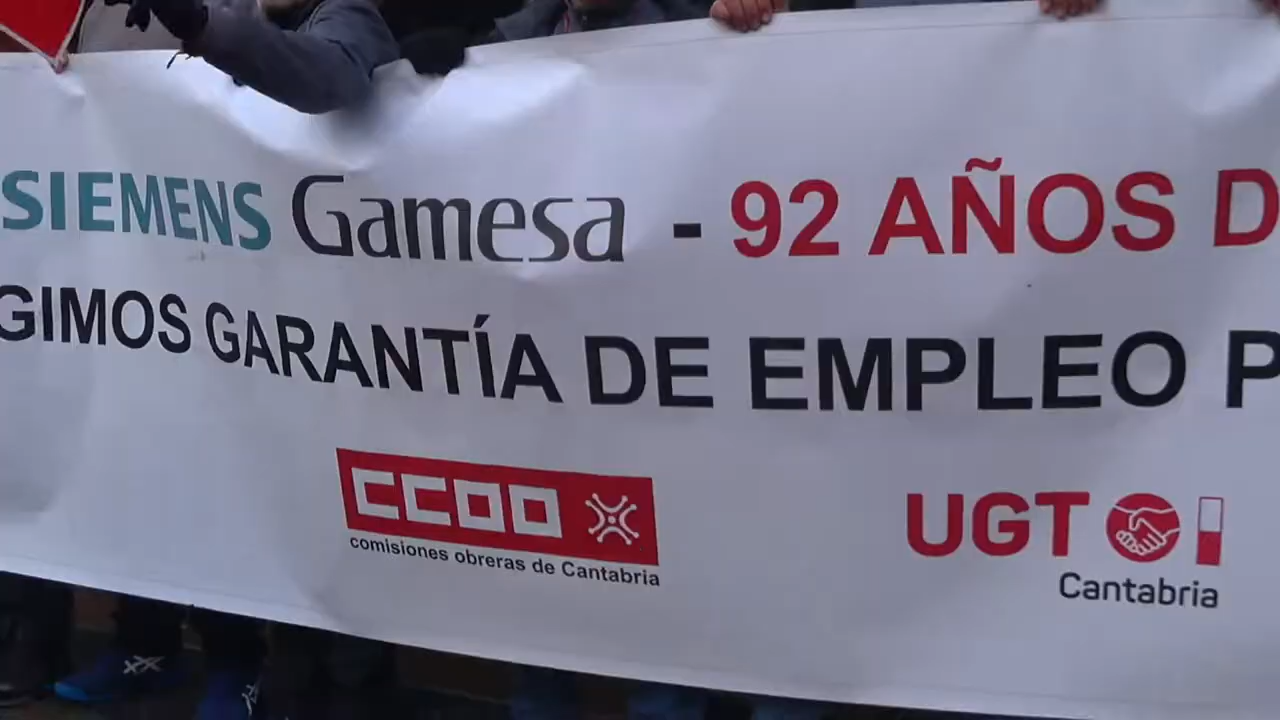 SIEMENS Gamesa - 92 AÑOS D
GIMOS GARANTÍA DE EMPLEO P
CCOO
comisiones obreras de Cantabria
UGT
Cantabria